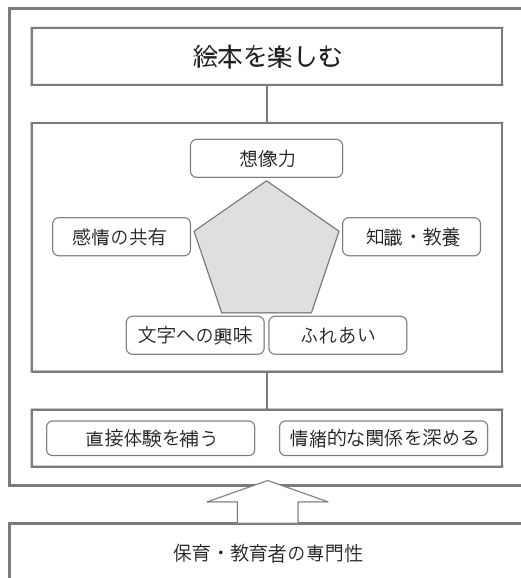 絵本を楽しむ
想像力
感情の共有
知識・教養
文字への興味
ふれあい
直接体験を補う
情緒的な関係を深める
保育・教育者の専門性